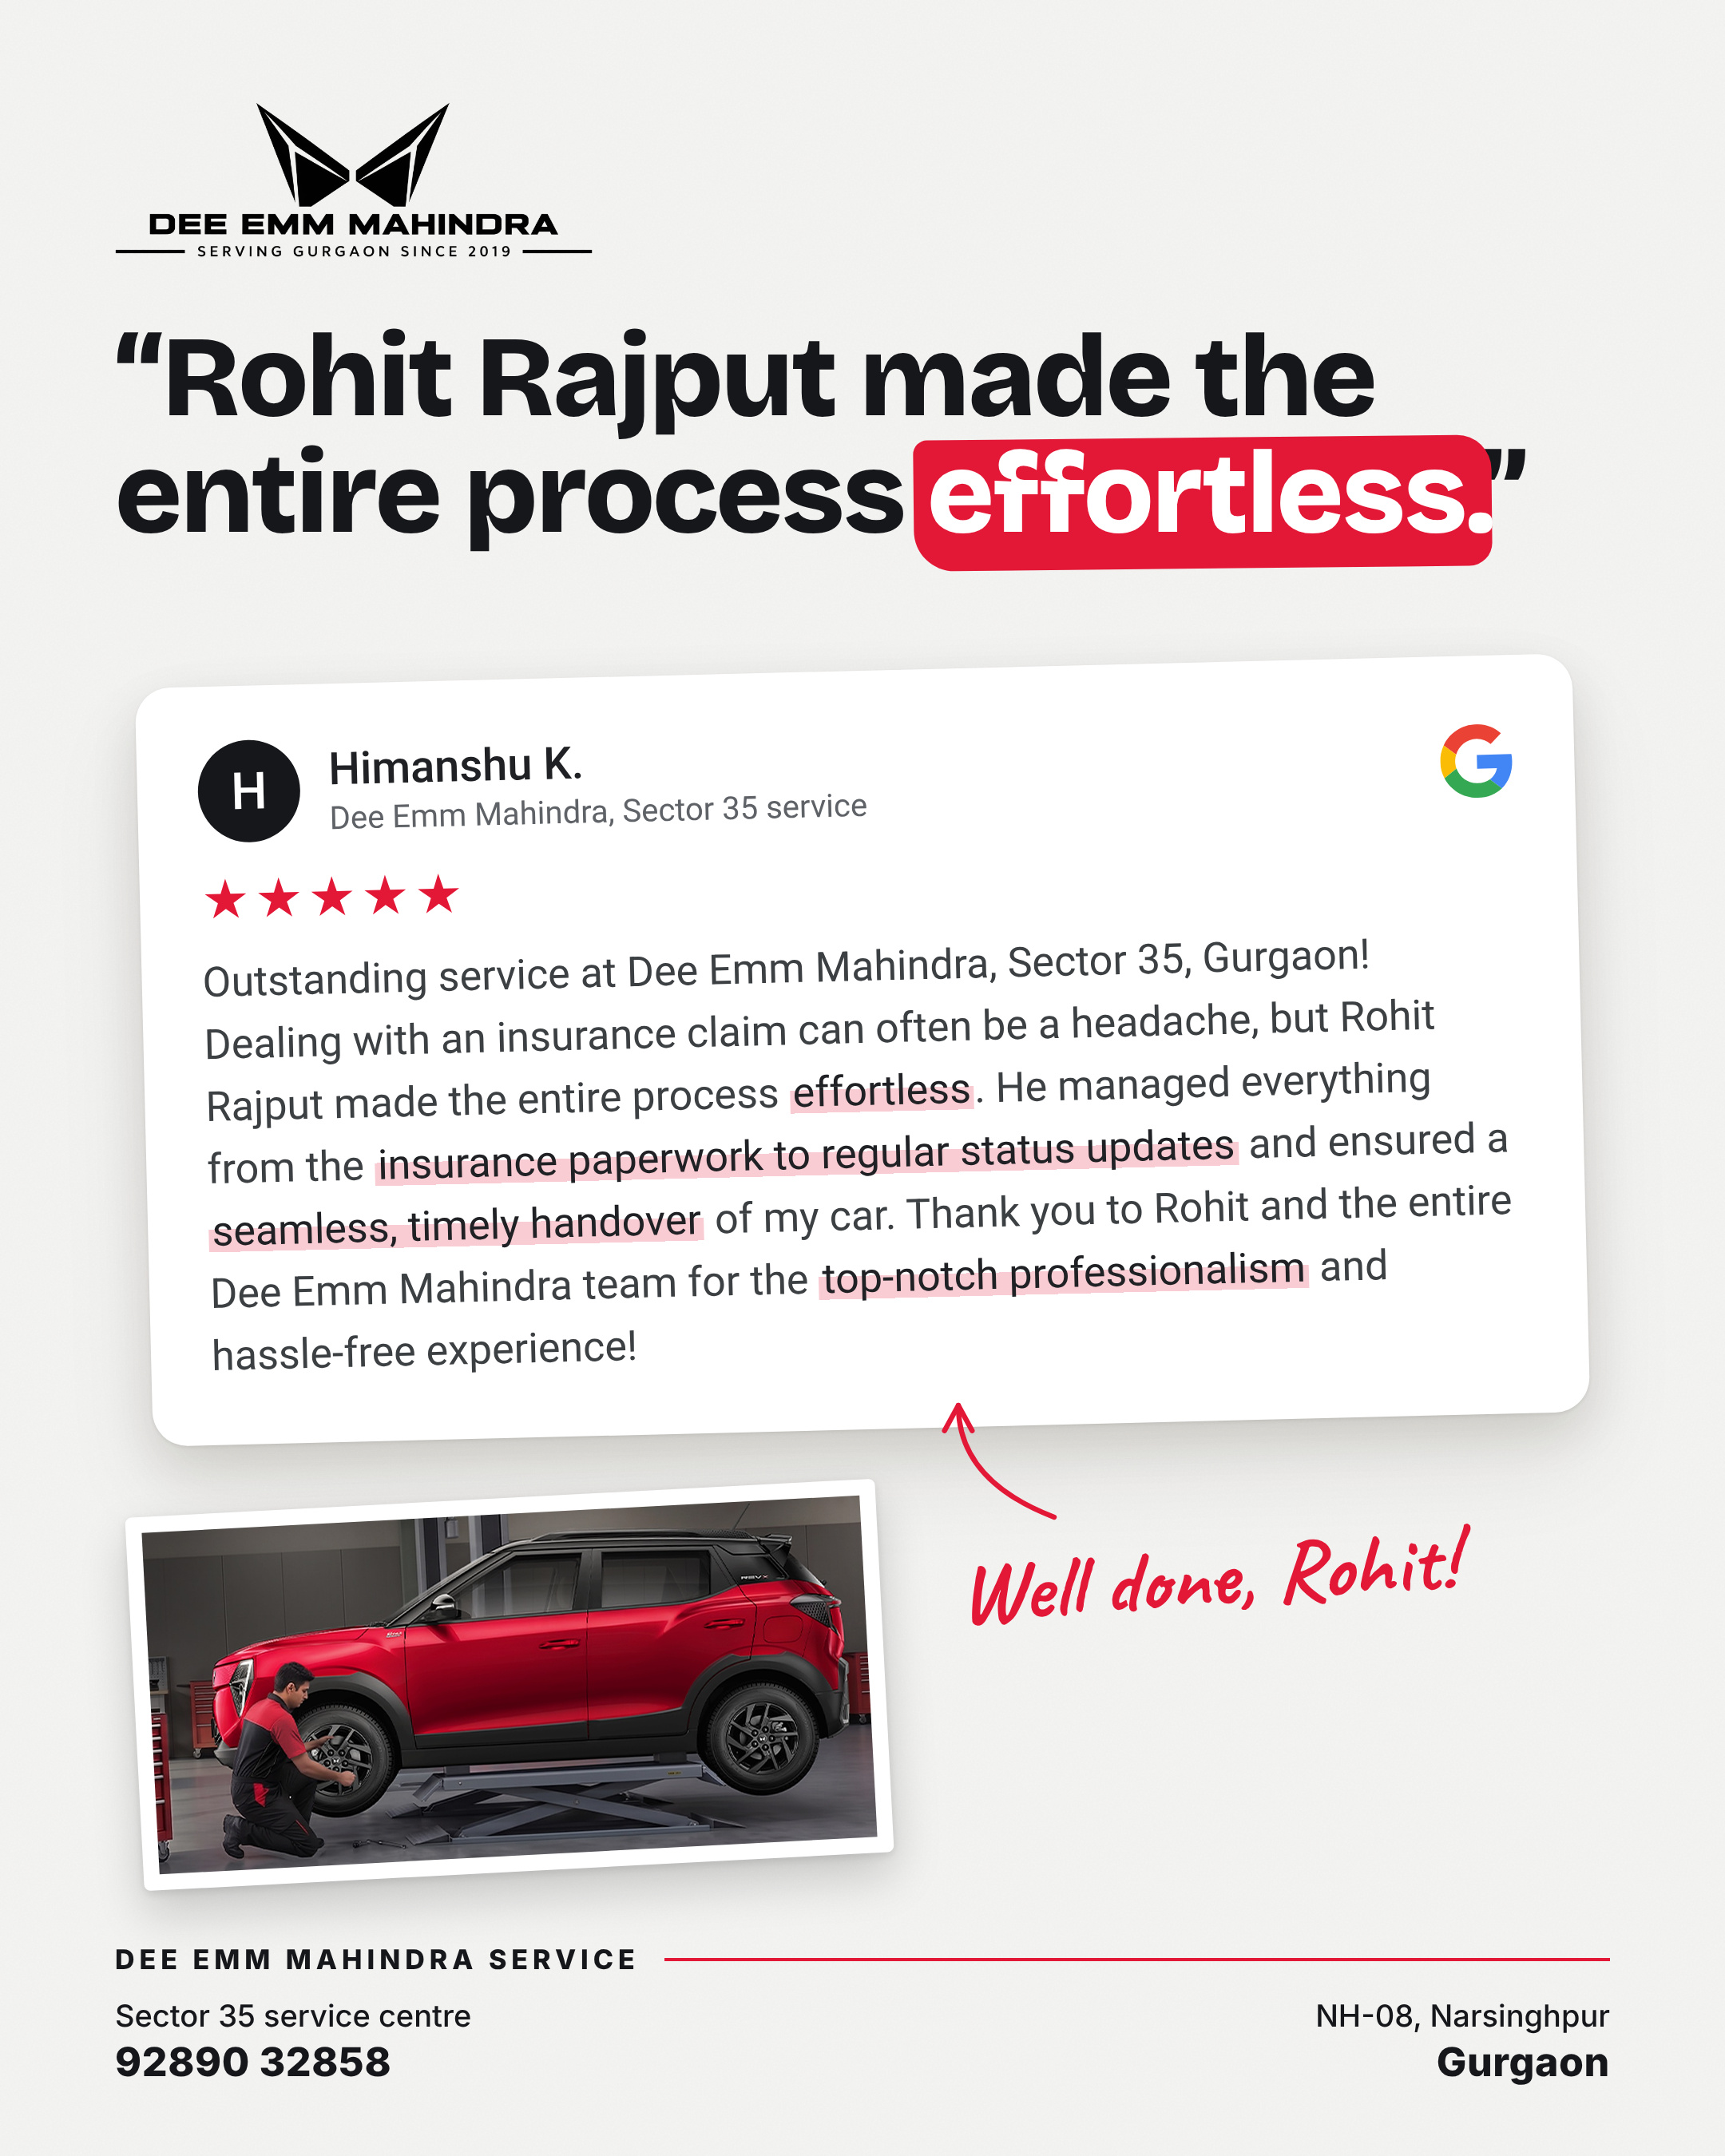 DEE EMM MAHINDRA
SERVING GURGAON SINCE 2019
“Rohit Rajput made the
entire process effortless.”
H
Himanshu K.
Dee Emm Mahindra, Sector 35 service
Outstanding service at Dee Emm Mahindra, Sector 35, Gurgaon!
Dealing with an insurance claim can often be a headache, but Rohit
Rajput made the entire process effortless. He managed everything
from the insurance paperwork to regular status updates and ensured a
seamless, timely handover of my car. Thank you to Rohit and the entire
Dee Emm Mahindra team for the top-notch professionalism and
hassle-free experience!
Well done, Rohit!
DEE EMM MAHINDRA SERVICE
Sector 35 service centre
92890 32858
NH-08, Narsinghpur
Gurgaon